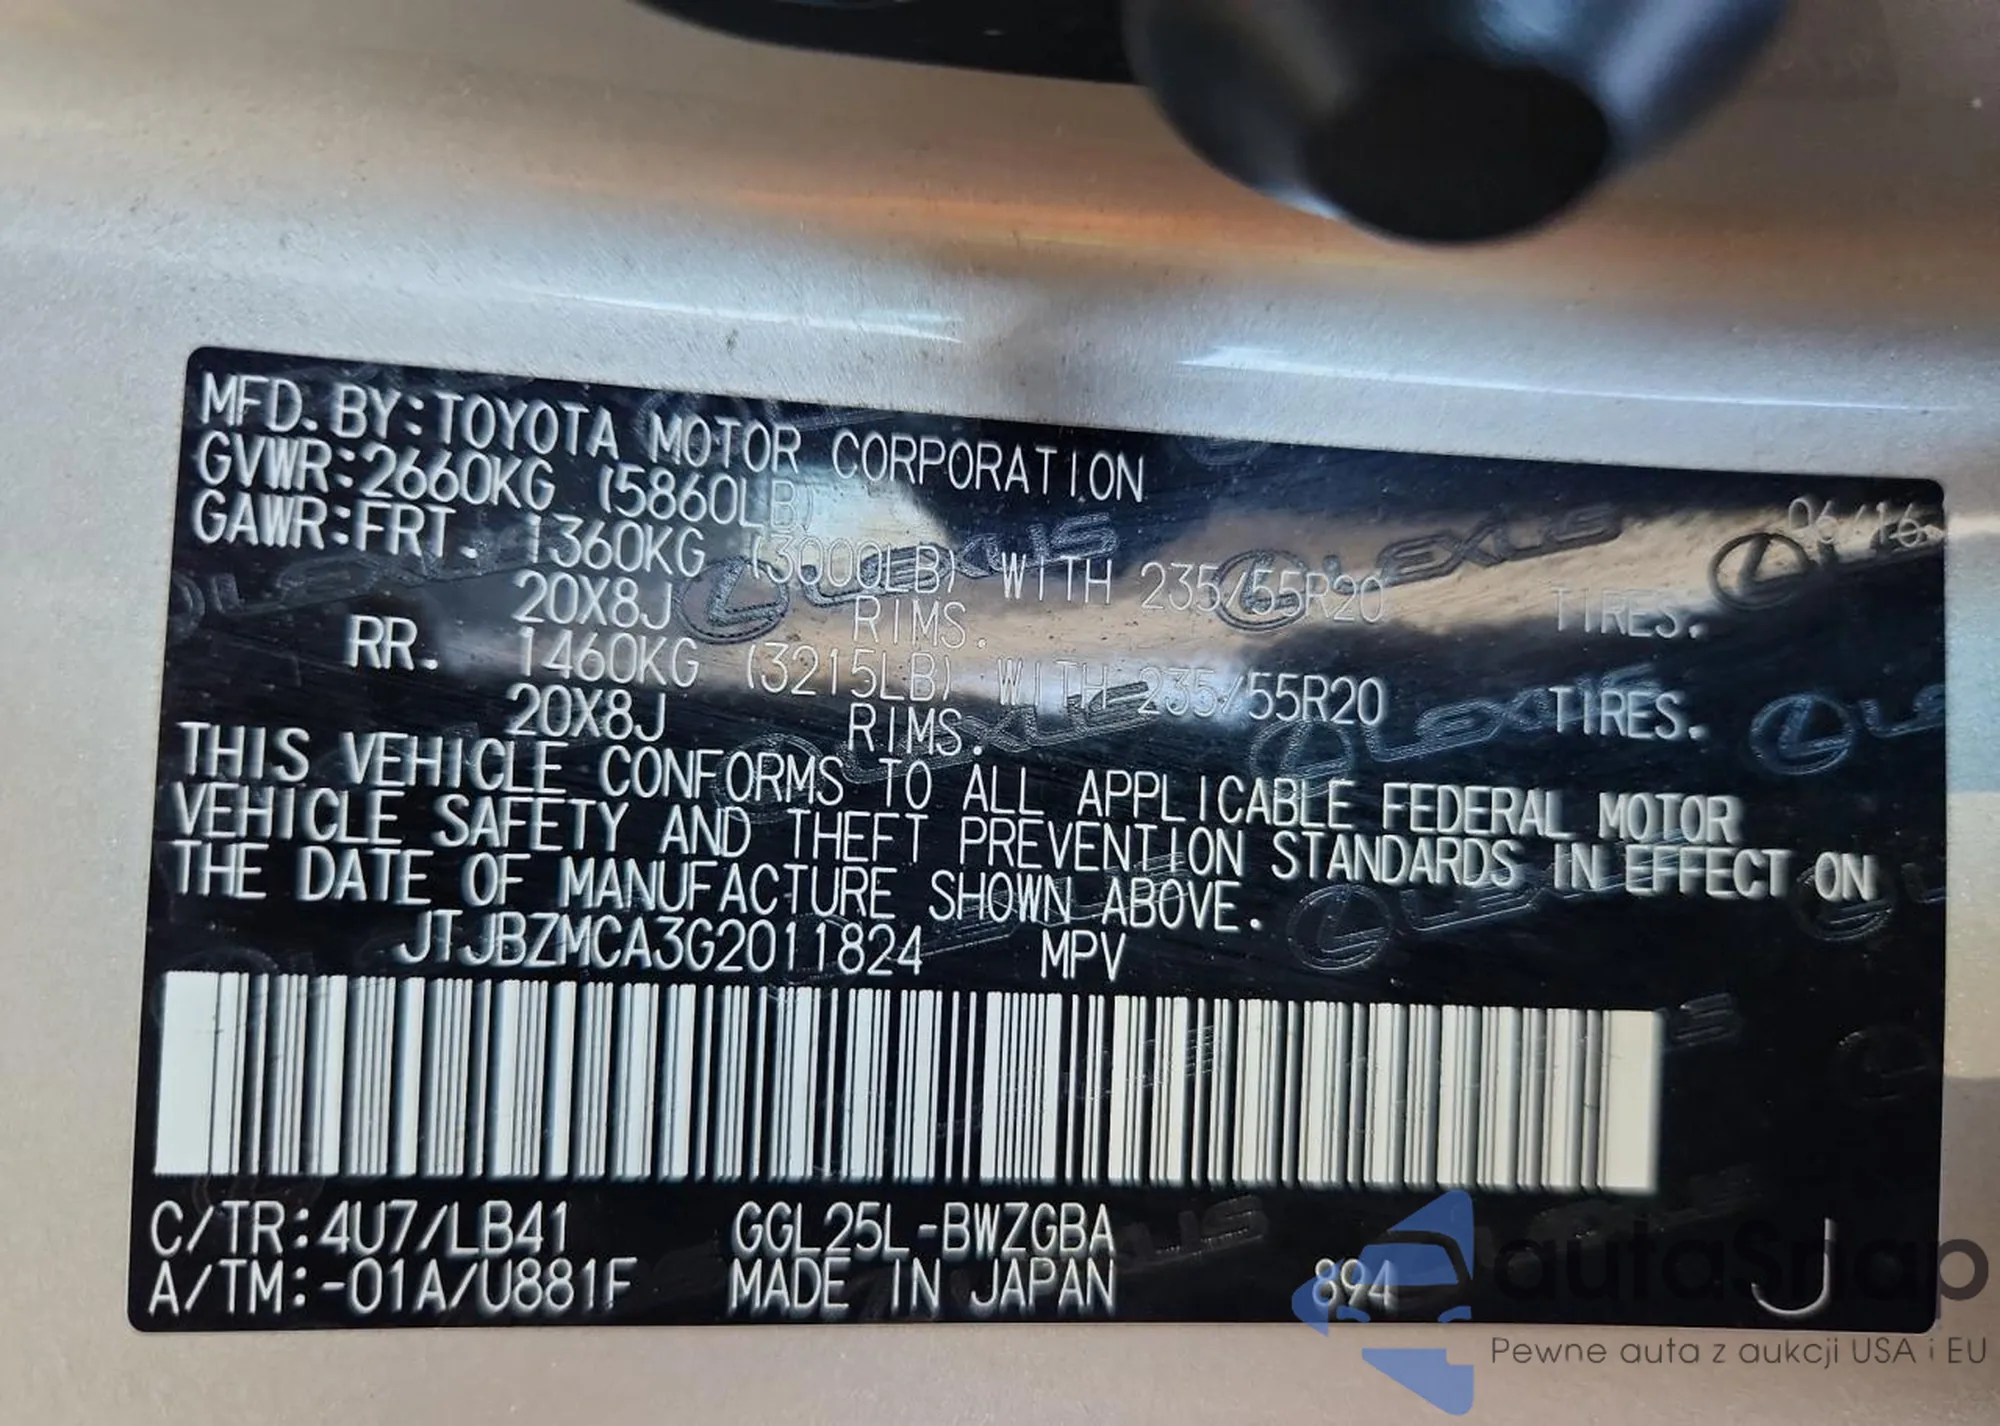 MFD. BY:TOYOTA MOTOR CORPORATION
GVWR:2660KG (5860LB) 06/16
GAWR:FRT. 1360KG (3000LB) WITH 235/55R20 TIRES.
20X8J RIMS.
RR. 1460KG (3215LB) WITH 235/55R20 TIRES.
20X8J RIMS.
THIS VEHICLE CONFORMS TO ALL APPLICABLE FEDERAL MOTOR
VEHICLE SAFETY AND THEFT PREVENTION STANDARDS IN EFFECT ON
THE DATE OF MANUFACTURE SHOWN ABOVE.
JTJBZMCA3G2011824 MPV
C/TR:4U7/LB41 GGL25L-BWZGBA
A/TM:-01A/U881F MADE IN JAPAN 894 J
autaSnap
Pewne auta z aukcji USA i EU